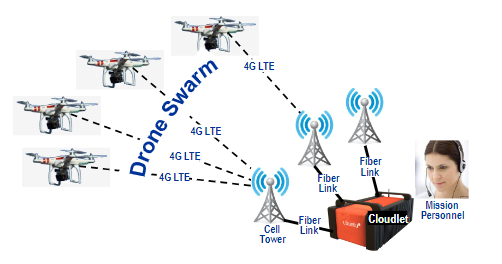 4G LTE
Drone Swarm
4G LTE
4G LTE
4G LTE
Cell
Tower
Fiber
Link
Fiber
Link
Fiber
Link
Cloudlet
Mission
Personnel